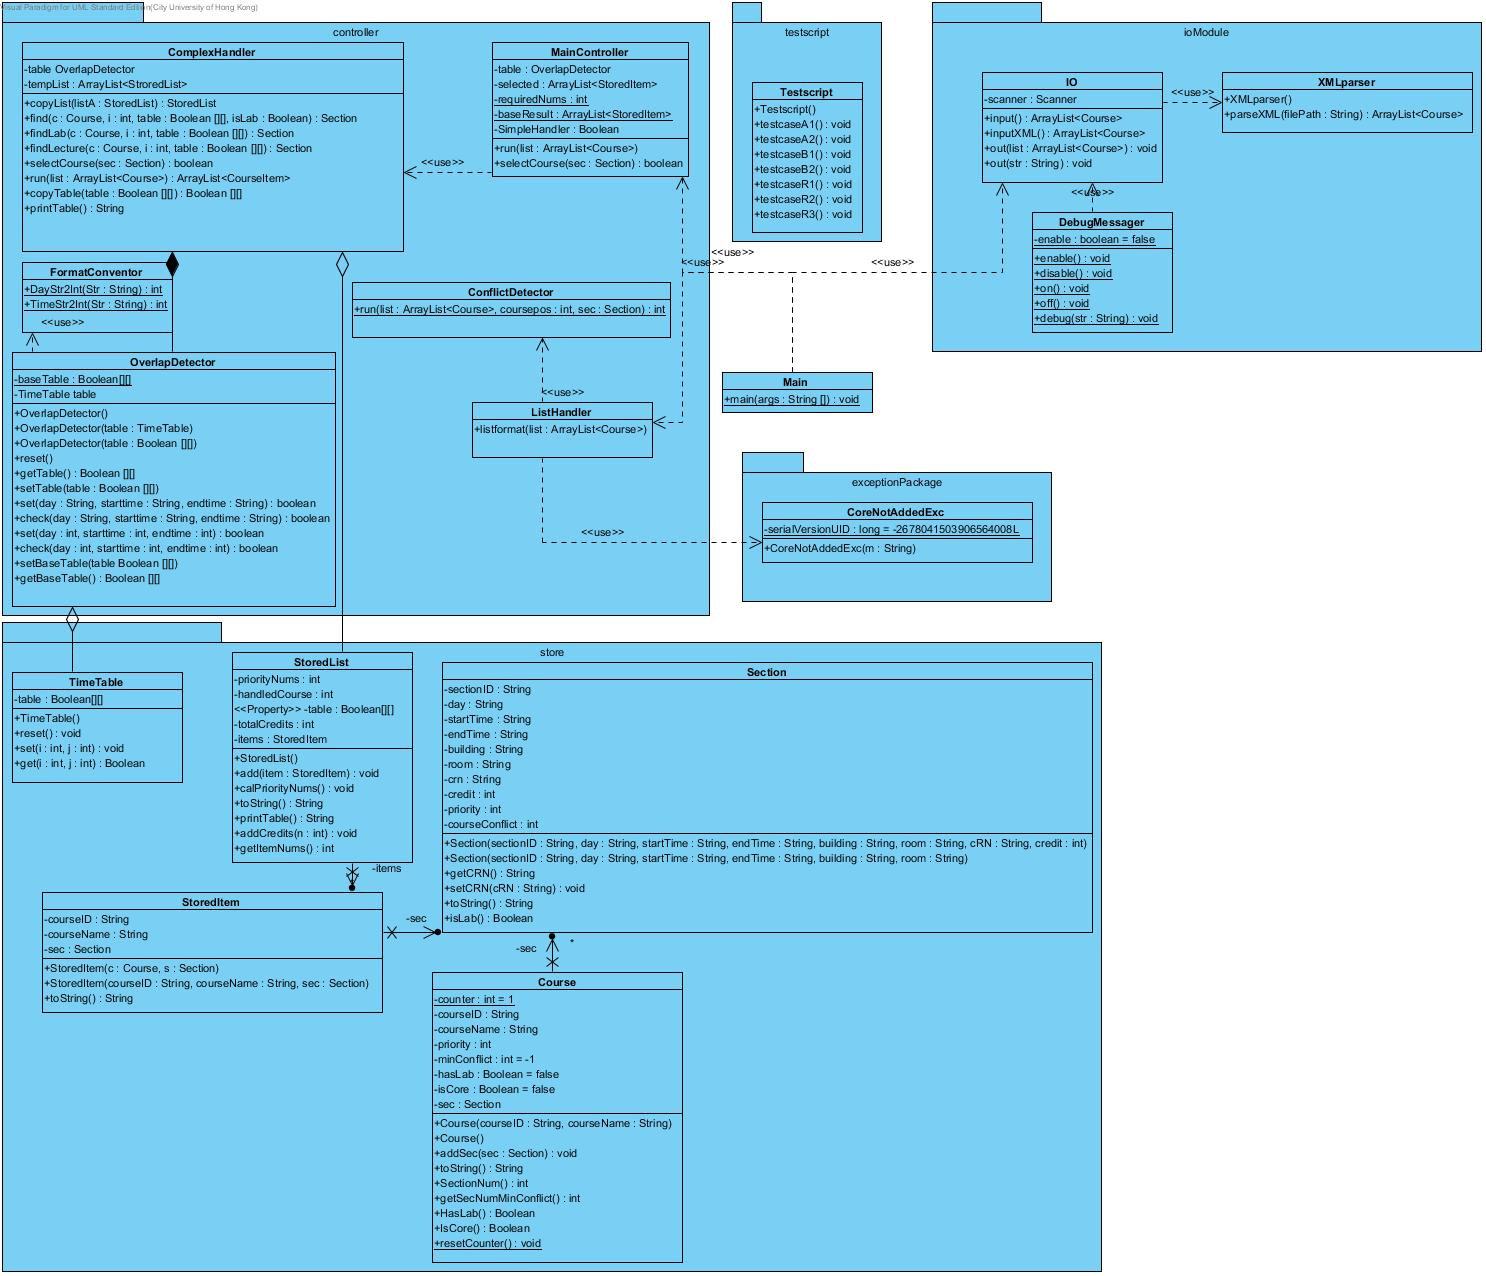 Visual Paradigm for UML Standard Edition(City University of Hong Kong)
controller
ComplexHandler
-table OverlapDetector
-tempList : ArrayList<StroredList>
+copyList(listA : StoredList) : StoredList
+find(c : Course, i : int, table : Boolean [][], isLab : Boolean) : Section
+findLab(c : Course, i : int, table : Boolean [][]) : Section
+findLecture(c : Course, i : int, table : Boolean [][]) : Section
+selectCourse(sec : Section) : boolean
+run(list : ArrayList<Course>) : ArrayList<CourseItem>
+copyTable(table : Boolean [][]) : Boolean [][]
+printTable() : String
<<use>>
MainController
-table : OverlapDetector
-selected : ArrayList<StoredItem>
-requiredNums : int
-baseResult : ArrayList<StoredItem>
-SimpleHandler : Boolean
+run(list : ArrayList<Course>)
+selectCourse(sec : Section) : boolean
FormatConventor
+DayStr2Int(Str : String) : int
+TimeStr2Int(Str : String) : int
<<use>>
ConflictDetector
+run(list : ArrayList<Course>, coursepos : int, sec : Section) : int
<<use>>
OverlapDetector
-baseTable : Boolean[][]
-TimeTable table
+OverlapDetector()
+OverlapDetector(table : TimeTable)
+OverlapDetector(table : Boolean [][])
+reset()
+getTable() : Boolean [][]
+setTable(table : Boolean [][])
+set(day : String, starttime : String, endtime : String) : boolean
+check(day : String, starttime : String, endtime : String) : boolean
+set(day : int, starttime : int, endtime : int) : boolean
+check(day : int, starttime : int, endtime : int) : boolean
+setBaseTable(table Boolean [][])
+getBaseTable() : Boolean [][]
ListHandler
+listformat(list : ArrayList<Course>)
<<use>>
testscript
Testscript
+Testscript()
+testcaseA1() : void
+testcaseA2() : void
+testcaseB1() : void
+testcaseB2() : void
+testcaseR1() : void
+testcaseR2() : void
+testcaseR3() : void
<<use>>
<<use>>
<<use>>
Main
+main(args : String []) : void
ioModule
IO
-scanner : Scanner
+input() : ArrayList<Course>
+inputXML() : ArrayList<Course>
+out(list : ArrayList<Course>) : void
+out(str : String) : void
<<use>>
XMLparser
+XMLparser()
+parseXML(filePath : String) : ArrayList<Course>
<<use>>
DebugMessager
-enable : boolean = false
+enable() : void
+disable() : void
+on() : void
+off() : void
+debug(str : String) : void
exceptionPackage
CoreNotAddedExc
-serialVersionUID : long = -2678041503906564008L
+CoreNotAddedExc(m : String)
store
TimeTable
-table : Boolean[][]
+TimeTable()
+reset() : void
+set(i : int, j : int) : void
+get(i : int, j : int) : Boolean
StoredList
-priorityNums : int
-handledCourse : int
<<Property>> -table : Boolean[][]
-totalCredits : int
-items : StoredItem
+StoredList()
+add(item : StoredItem) : void
+calPriorityNums() : void
+toString() : String
+printTable() : String
+addCredits(n : int) : void
+getItemNums() : int
-items
Section
-sectionID : String
-day : String
-startTime : String
-endTime : String
-building : String
-room : String
-crn : String
-credit : int
-priority : int
-courseConflict : int
+Section(sectionID : String, day : String, startTime : String, endTime : String, building : String, room : String, cRN : String, credit : int)
+Section(sectionID : String, day : String, startTime : String, endTime : String, building : String, room : String)
+getCRN() : String
+setCRN(cRN : String) : void
+toString() : String
+isLab() : Boolean
StoredItem
-courseID : String
-courseName : String
-sec : Section
+StoredItem(c : Course, s : Section)
+StoredItem(courseID : String, courseName : String, sec : Section)
+toString() : String
-sec
-sec
*
Course
-counter : int = 1
-courseID : String
-courseName : String
-priority : int
-minConflict : int = -1
-hasLab : Boolean = false
-isCore : Boolean = false
-sec : Section
+Course(courseID : String, courseName : String)
+Course()
+addSec(sec : Section) : void
+toString() : String
+SectionNum() : int
+getSecNumMinConflict() : int
+HasLab() : Boolean
+IsCore() : Boolean
+resetCounter() : void